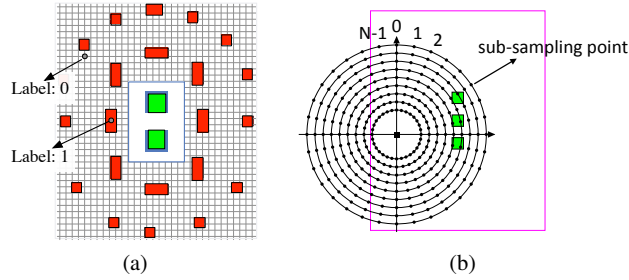 Label: 0
Label: 1
(a)
N-1 0 1 2
sub-sampling point
(b)